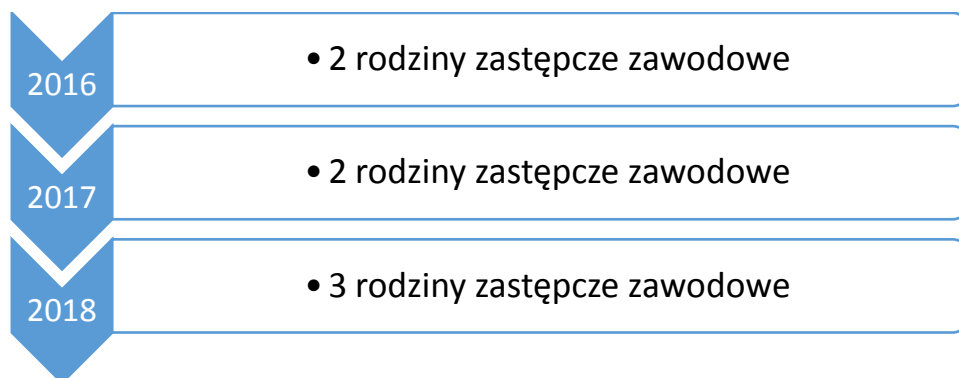 2016
• 2 rodziny zastępcze zawodowe
2017
• 2 rodziny zastępcze zawodowe
2018
• 3 rodziny zastępcze zawodowe